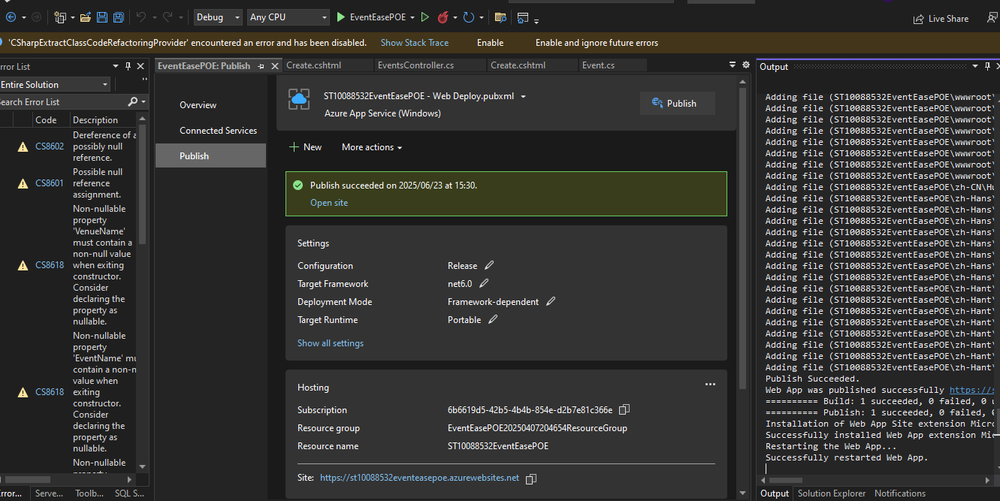 Debug
Any CPU
EventEasePOE
Live Share
'CSharpExtractClassCodeRefactoringProvider' encountered an error and has been disabled.
Show Stack Trace
Enable
Enable and ignore future errors
rror List
Entire Solution
earch Error List
Code
Description
CS8602
Dereference of a
possibly null
reference.
CS8601
Possible null
reference
assignment.
CS8618
Non-nullable
property
'VenueName'
must contain a
non-null value
when exiting
constructor.
Consider
declaring the
property as
nullable.
CS8618
Non-nullable
property
'EventName' mu
contain a non-n
value when
exiting
constructor.
Consider
declaring the
property as
nullable.
Non-nullable
rror...
Serve...
Toolb...
SQL S...
EventEasePOE: Publish
Create.cshtml
EventsController.cs
Create.cshtml
Event.cs
Overview
Connected Services
Publish
ST10088532EventEasePOE - Web Deploy.pubxml
Azure App Service (Windows)
Publish
New
More actions
Publish succeeded on 2025/06/23 at 15:30.
Open site
Settings
Configuration
Release
Target Framework
net6.0
Deployment Mode
Framework-dependent
Target Runtime
Portable
Show all settings
Hosting
Subscription
6b6619d5-42b5-4b4b-854e-d2b7e81c366e
Resource group
EventEasePOE20250407204654ResourceGroup
Resource name
ST10088532EventEasePOE
Site:
https://st10088532eventeasepoe.azurewebsites.net
Output
Adding file (ST10088532EventEasePOE\wwwroot\
Adding file (ST10088532EventEasePOE\wwwroot\
Adding file (ST10088532EventEasePOE\wwwroot\
Adding file (ST10088532EventEasePOE\wwwroot\
Adding file (ST10088532EventEasePOE\wwwroot\
Adding file (ST10088532EventEasePOE\wwwroot\
Adding file (ST10088532EventEasePOE\wwwroot\
Adding file (ST10088532EventEasePOE\wwwroot\
Adding file (ST10088532EventEasePOE\zh-CN\Hu
Adding file (ST10088532EventEasePOE\zh-Hans\
Adding file (ST10088532EventEasePOE\zh-Hans\
Adding file (ST10088532EventEasePOE\zh-Hans\
Adding file (ST10088532EventEasePOE\zh-Hans\
Adding file (ST10088532EventEasePOE\zh-Hans\
Adding file (ST10088532EventEasePOE\zh-Hans\
Adding file (ST10088532EventEasePOE\zh-Hans\
Adding file (ST10088532EventEasePOE\zh-Hans\
Adding file (ST10088532EventEasePOE\zh-Hant\
Adding file (ST10088532EventEasePOE\zh-Hant\
Adding file (ST10088532EventEasePOE\zh-Hant\
Adding file (ST10088532EventEasePOE\zh-Hant\
Adding file (ST10088532EventEasePOE\zh-Hant\
Adding file (ST10088532EventEasePOE\zh-Hant\
Adding file (ST10088532EventEasePOE\zh-Hant\
Adding file (ST10088532EventEasePOE\zh-Hant\
Publish Succeeded.
Web App was published successfully https://s
========== Build: 1 succeeded, 0 failed, 0 u
========== Publish: 1 succeeded, 0 failed, 0
Installation of Web App Site extension Micro
Successfully installed Web App extension Mic
Restarting the Web App...
Successfully restarted Web App.
Output
Solution Explorer
Notifications